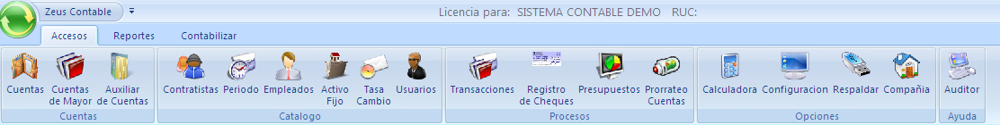 Zeus Contable
Licencia para: SISTEMA CONTABLE DEMO RUC:
Accesos Reportes Contabilizar
Cuentas Cuentas de Mayor Auxiliar de Cuentas
Cuentas
Contratistas Periodo Empleados Activo Fijo Tasa Cambio Usuarios
Catalogo
Transacciones Registro de Cheques Presupuestos Prorrateo Cuentas
Procesos
Calculadora Configuracion Respaldar Compañia
Opciones
Auditor
Ayuda